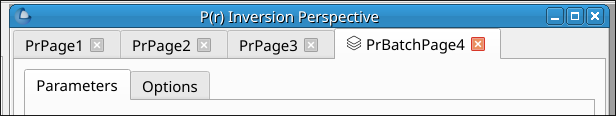 P(r) Inversion Perspective
PrPage1 PrPage2 PrPage3 PrBatchPage4
Parameters Options